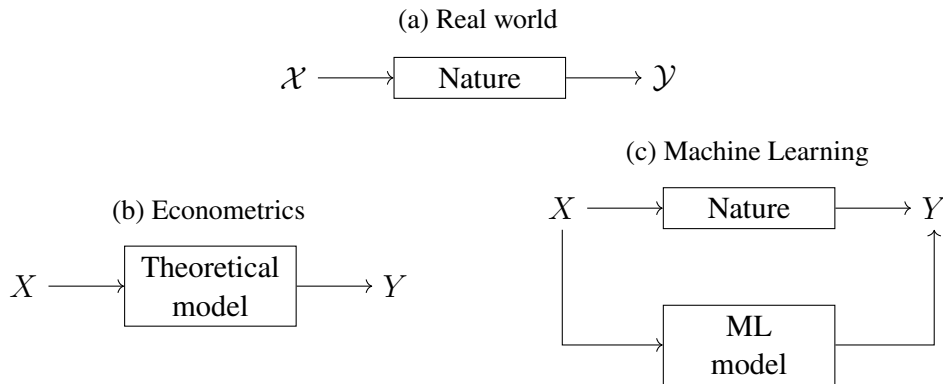 (a) Real world
𝒳 Nature 𝒴
(c) Machine Learning
X Nature Y
(b) Econometrics
X Theoretical model Y
ML
model